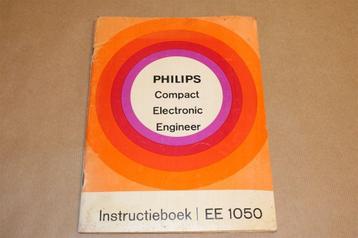 PHILIPS
Compact
Electronic
Engineer
Instructieboek | EE 1050